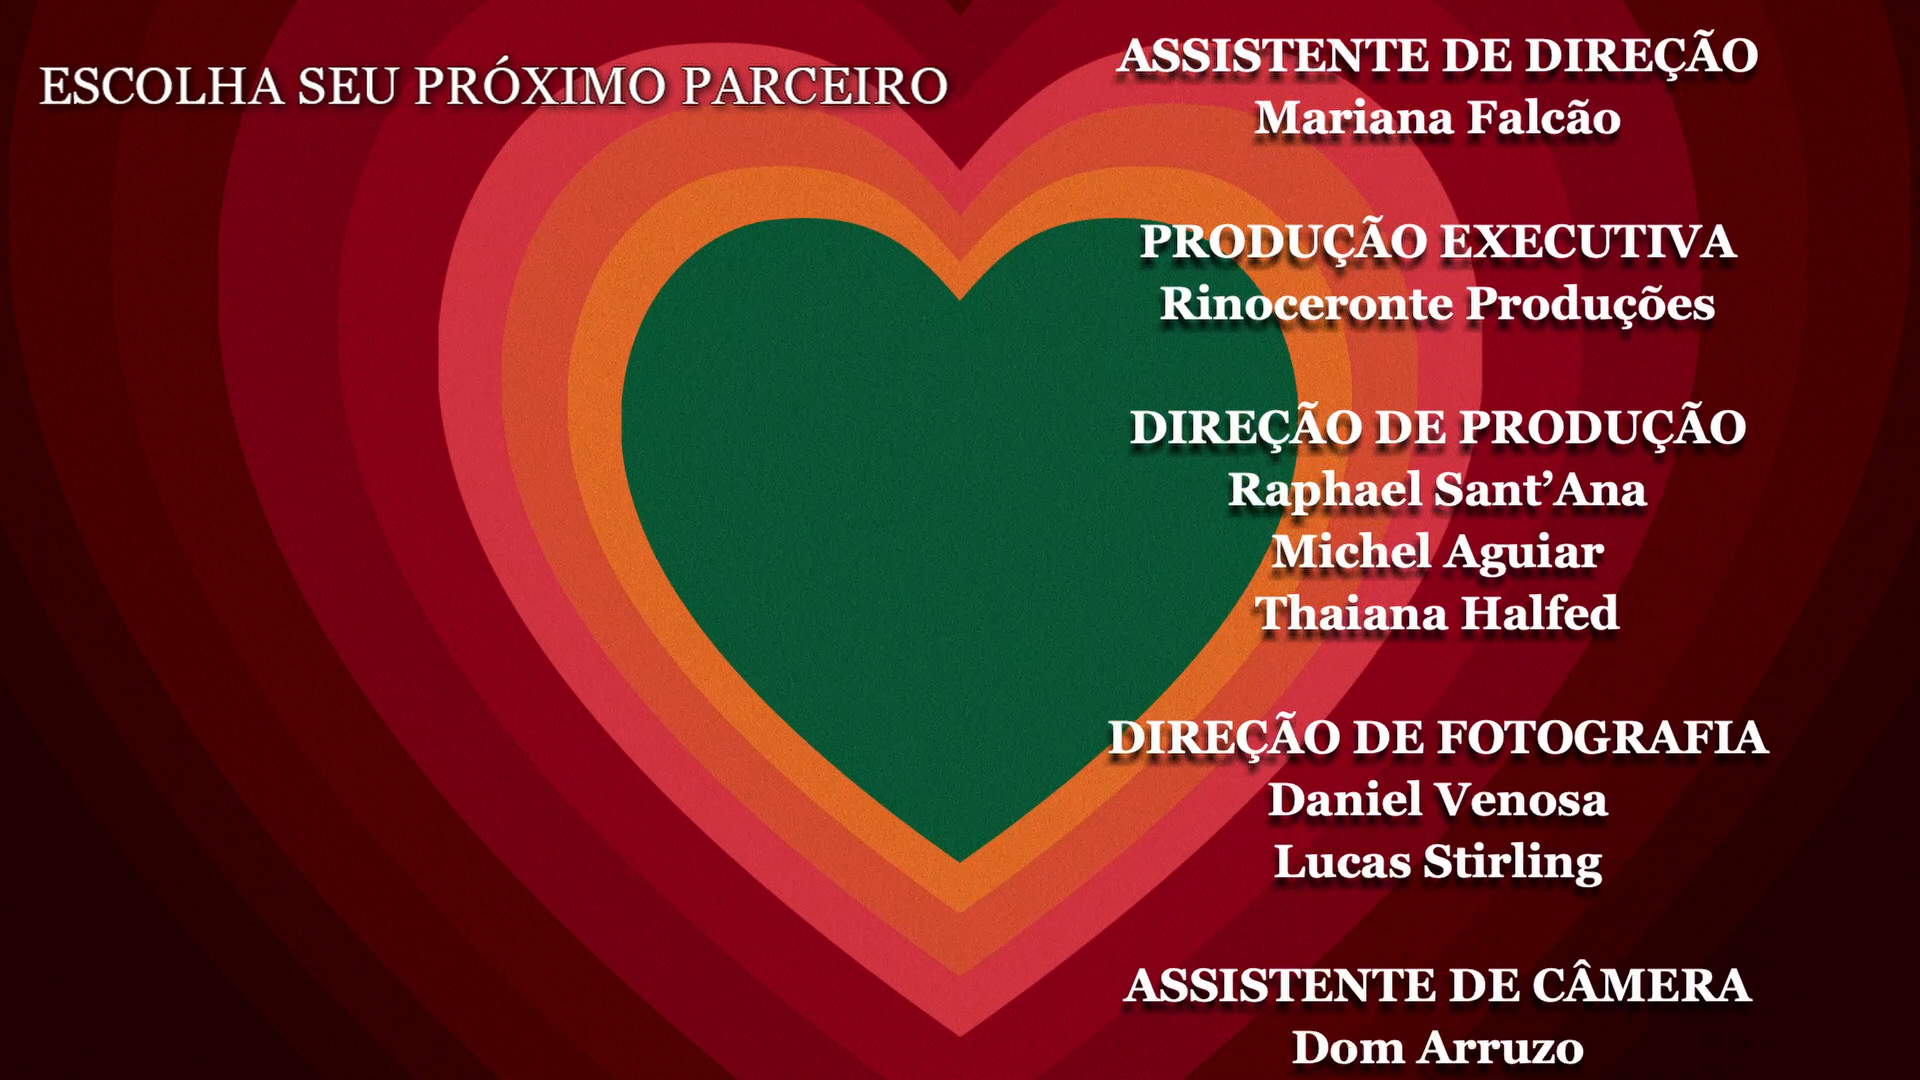 ESCOLHA SEU PRÓXIMO PARCEIRO
ASSISTENTE DE DIREÇÃO
Mariana Falcão
PRODUÇÃO EXECUTIVA
Rinoceronte Produções
DIREÇÃO DE PRODUÇÃO
Raphael Sant’Ana
Michel Aguiar
Thaiana Halfed
DIREÇÃO DE FOTOGRAFIA
Daniel Venosa
Lucas Stirling
ASSISTENTE DE CÂMERA
Dom Arruzo